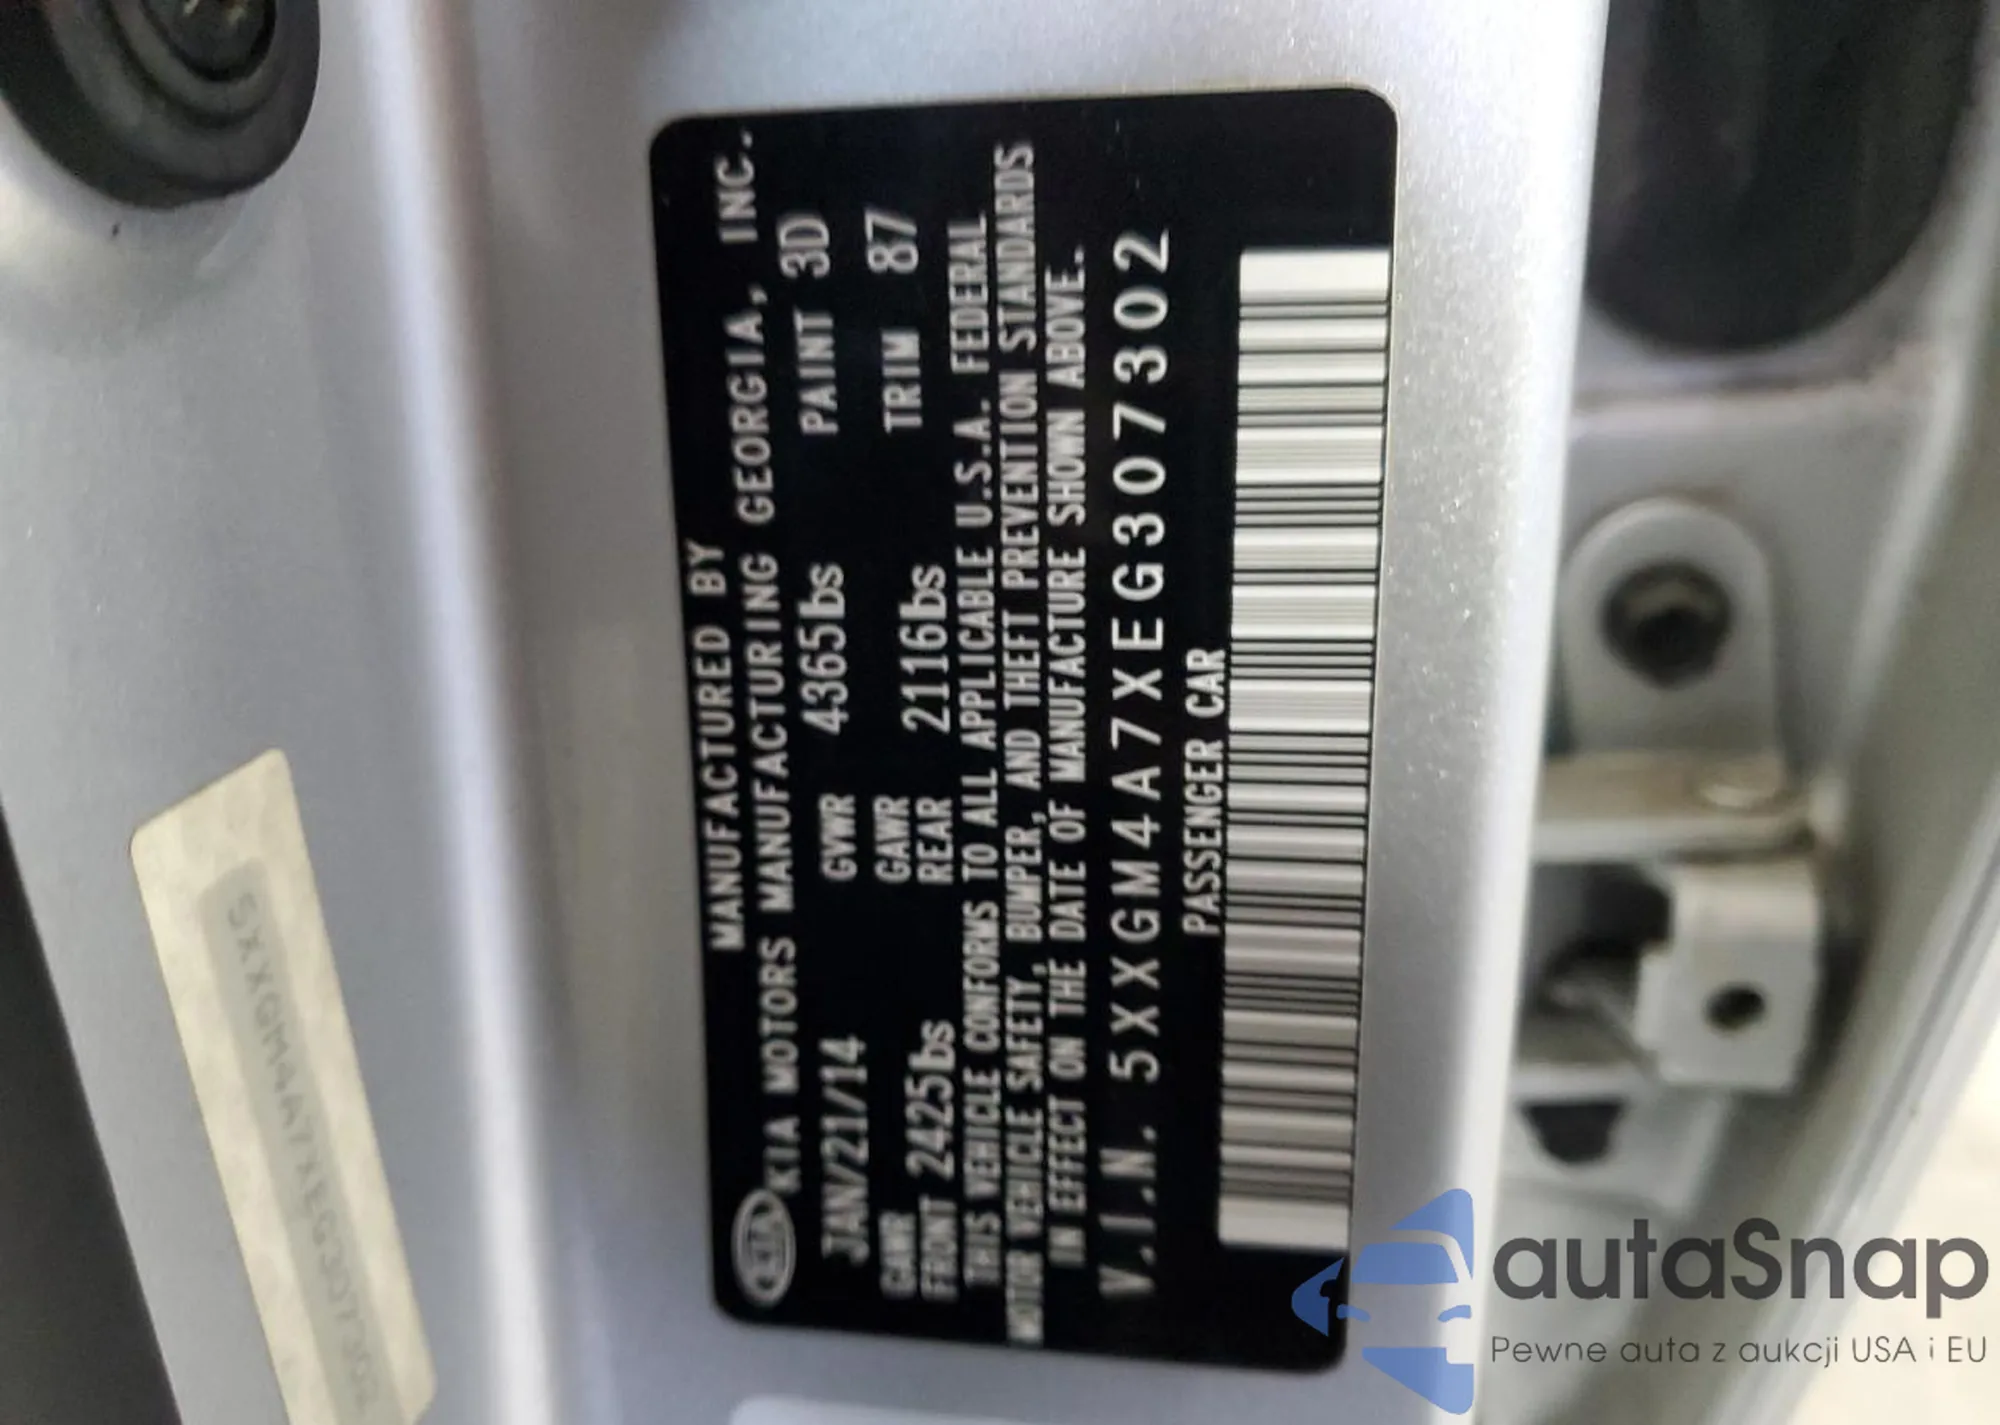 MANUFACTURED BY
KIA MOTORS MANUFACTURING GEORGIA, INC.
KIA
JAN/21/14 GVWR 4365lbs PAINT 3D
GAWR FRONT 2425lbs GAWR REAR 2116lbs TRIM 87
THIS VEHICLE CONFORMS TO ALL APPLICABLE U.S.A. FEDERAL
MOTOR VEHICLE SAFETY, BUMPER, AND THEFT PREVENTION STANDARDS
IN EFFECT ON THE DATE OF MANUFACTURE SHOWN ABOVE.
V.I.N. 5XXGM4A7XEG307302
PASSENGER CAR
5XXGM4A7XEG307302
autaSnap
Pewne auta z aukcji USA i EU